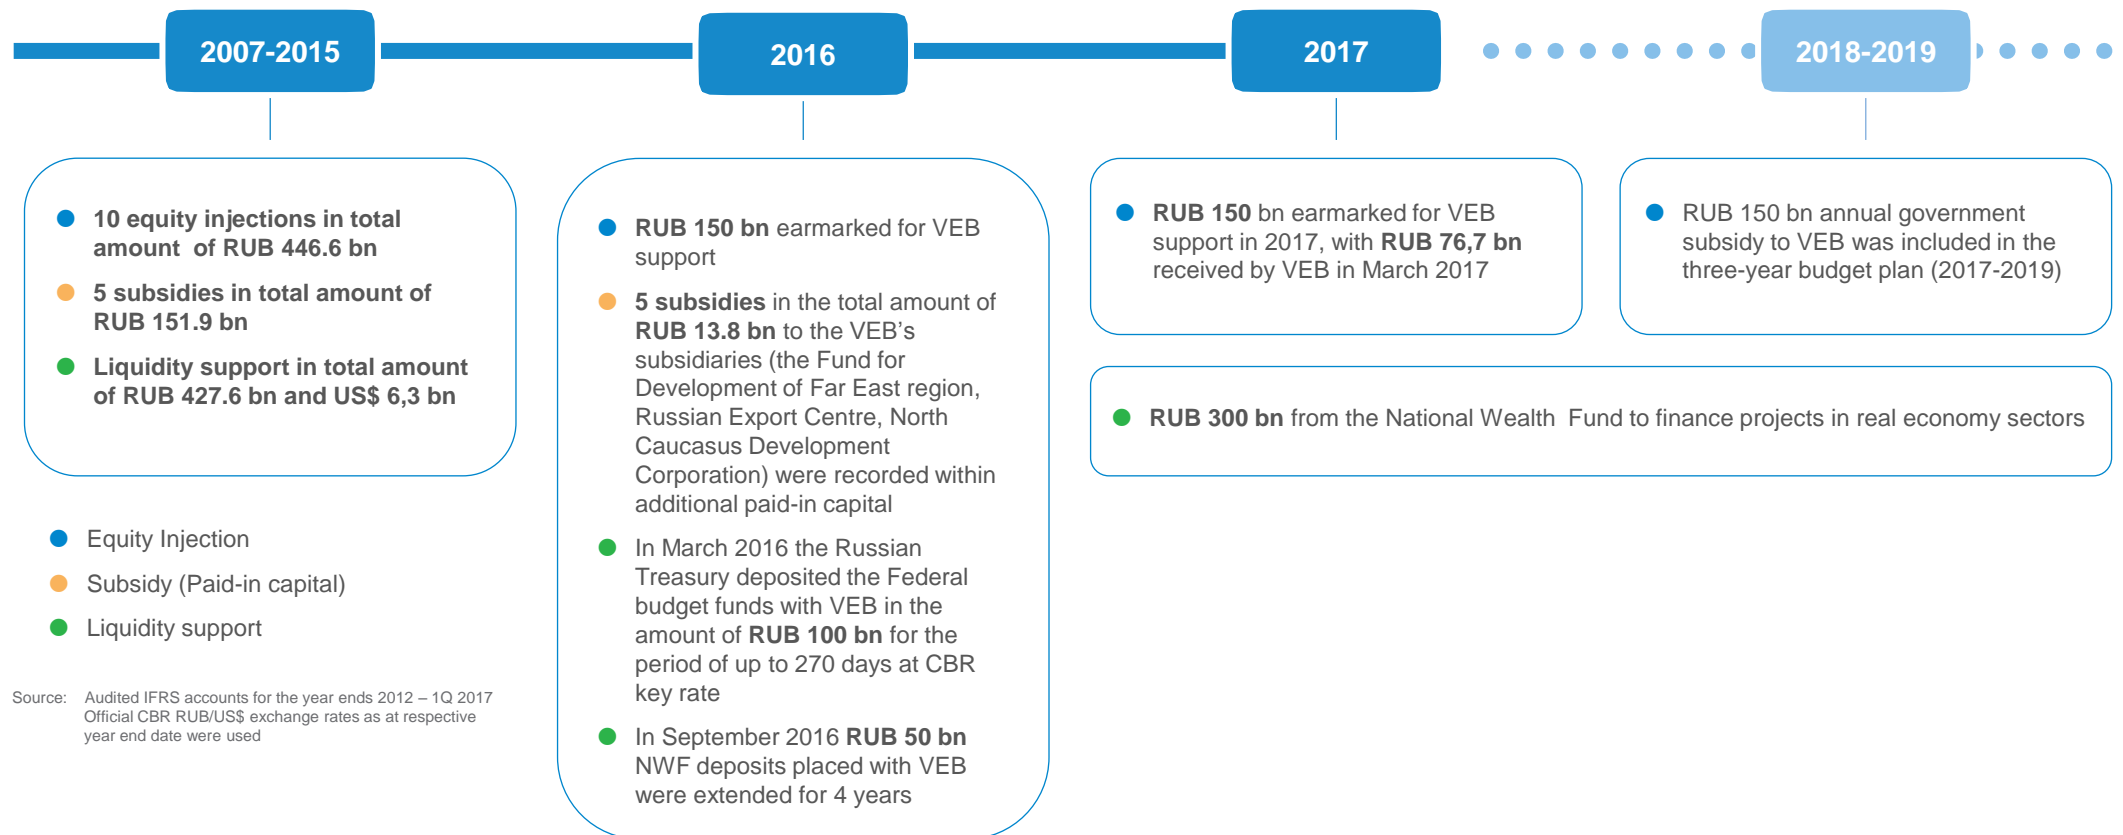 2007-2015
2016
2017
2018-2019
10 equity injections in total
amount of RUB 446.6 bn
5 subsidies in total amount of
RUB 151.9 bn
Liquidity support in total amount
of RUB 427.6 bn and US$ 6,3 bn
RUB 150 bn earmarked for VEB
support
5 subsidies in the total amount of
RUB 13.8 bn to the VEB’s
subsidiaries (the Fund for
Development of Far East region,
Russian Export Centre, North
Caucasus Development
Corporation) were recorded within
additional paid-in capital
In March 2016 the Russian
Treasury deposited the Federal
budget funds with VEB in the
amount of RUB 100 bn for the
period of up to 270 days at CBR
key rate
In September 2016 RUB 50 bn
NWF deposits placed with VEB
were extended for 4 years
RUB 150 bn earmarked for VEB
support in 2017, with RUB 76,7 bn
received by VEB in March 2017
RUB 150 bn annual government
subsidy to VEB was included in the
three-year budget plan (2017-2019)
RUB 300 bn from the National Wealth Fund to finance projects in real economy sectors
Equity Injection
Subsidy (Paid-in capital)
Liquidity support
Source: Audited IFRS accounts for the year ends 2012 – 1Q 2017
Official CBR RUB/US$ exchange rates as at respective
year end date were used